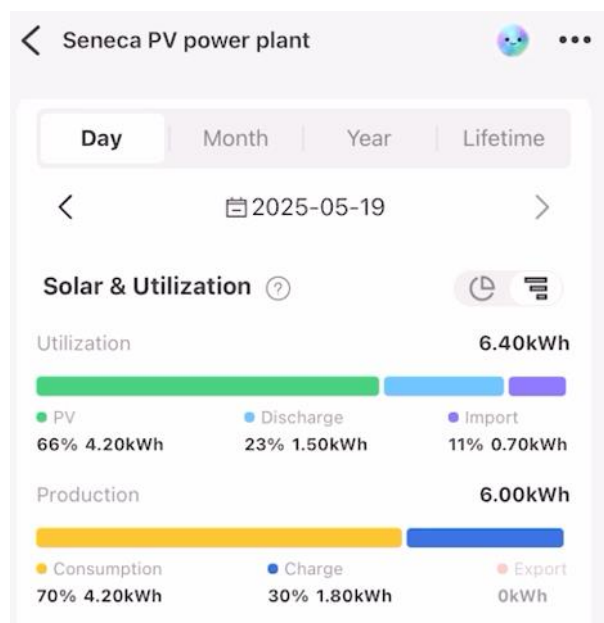 Seneca PV power plant
Day Month Year Lifetime
2025-05-19
Solar & Utilization ?
Utilization 6.40kWh
PV Discharge Import
66% 4.20kWh 23% 1.50kWh 11% 0.70kWh
Production 6.00kWh
Consumption Charge Export
70% 4.20kWh 30% 1.80kWh 0kWh